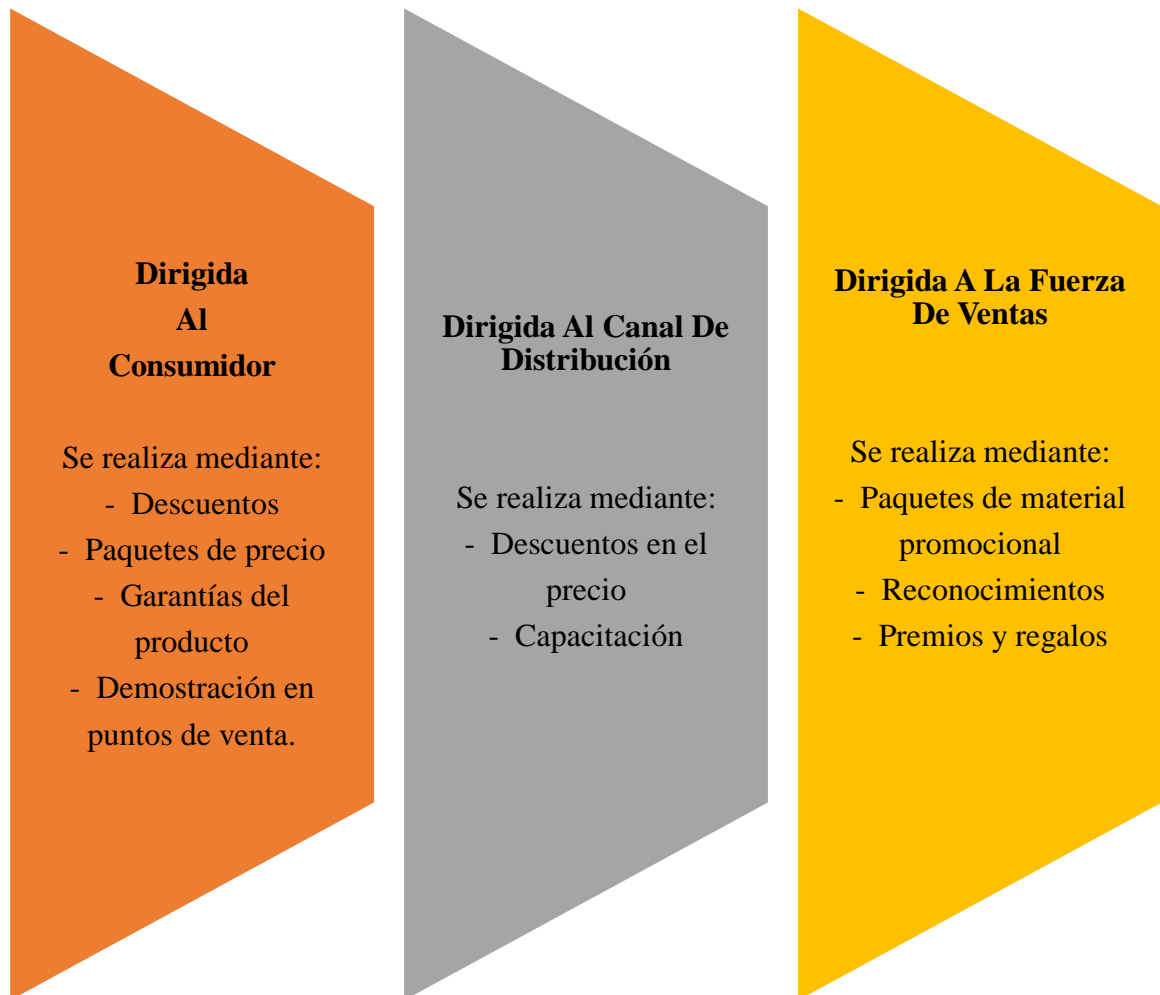 Dirigida
Al
Consumidor
Se realiza mediante:
- Descuentos
- Paquetes de precio
- Garantías del
producto
- Demostración en
puntos de venta.
Dirigida Al Canal De
Distribución
Se realiza mediante:
- Descuentos en el
precio
- Capacitación
Dirigida A La Fuerza
De Ventas
Se realiza mediante:
- Paquetes de material
promocional
- Reconocimientos
- Premios y regalos